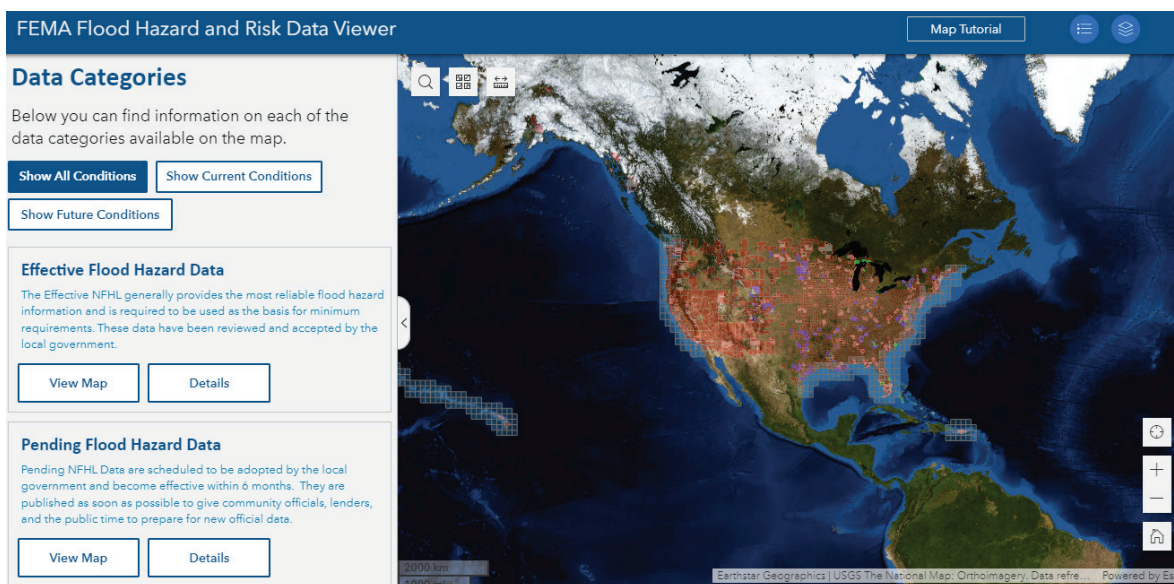 FEMA Flood Hazard and Risk Data Viewer
Map Tutorial
Data Categories
Below you can find information on each of the
data categories available on the map.
Show All Conditions
Show Current Conditions
Show Future Conditions
Effective Flood Hazard Data
The Effective NFHL generally provides the most reliable flood hazard
information and is required to be used as the basis for minimum
requirements. These data have been reviewed and accepted by the
local government.
View Map
Details
Pending Flood Hazard Data
Pending NFHL Data are scheduled to be adopted by the local
government and become effective within 6 months. They are
published as soon as possible to give community officials, lenders,
and the public time to prepare for new official data.
View Map
Details
2000 km
Earthstar Geographics | USGS The National Map: Orthoimagery. Data refre... Powered by